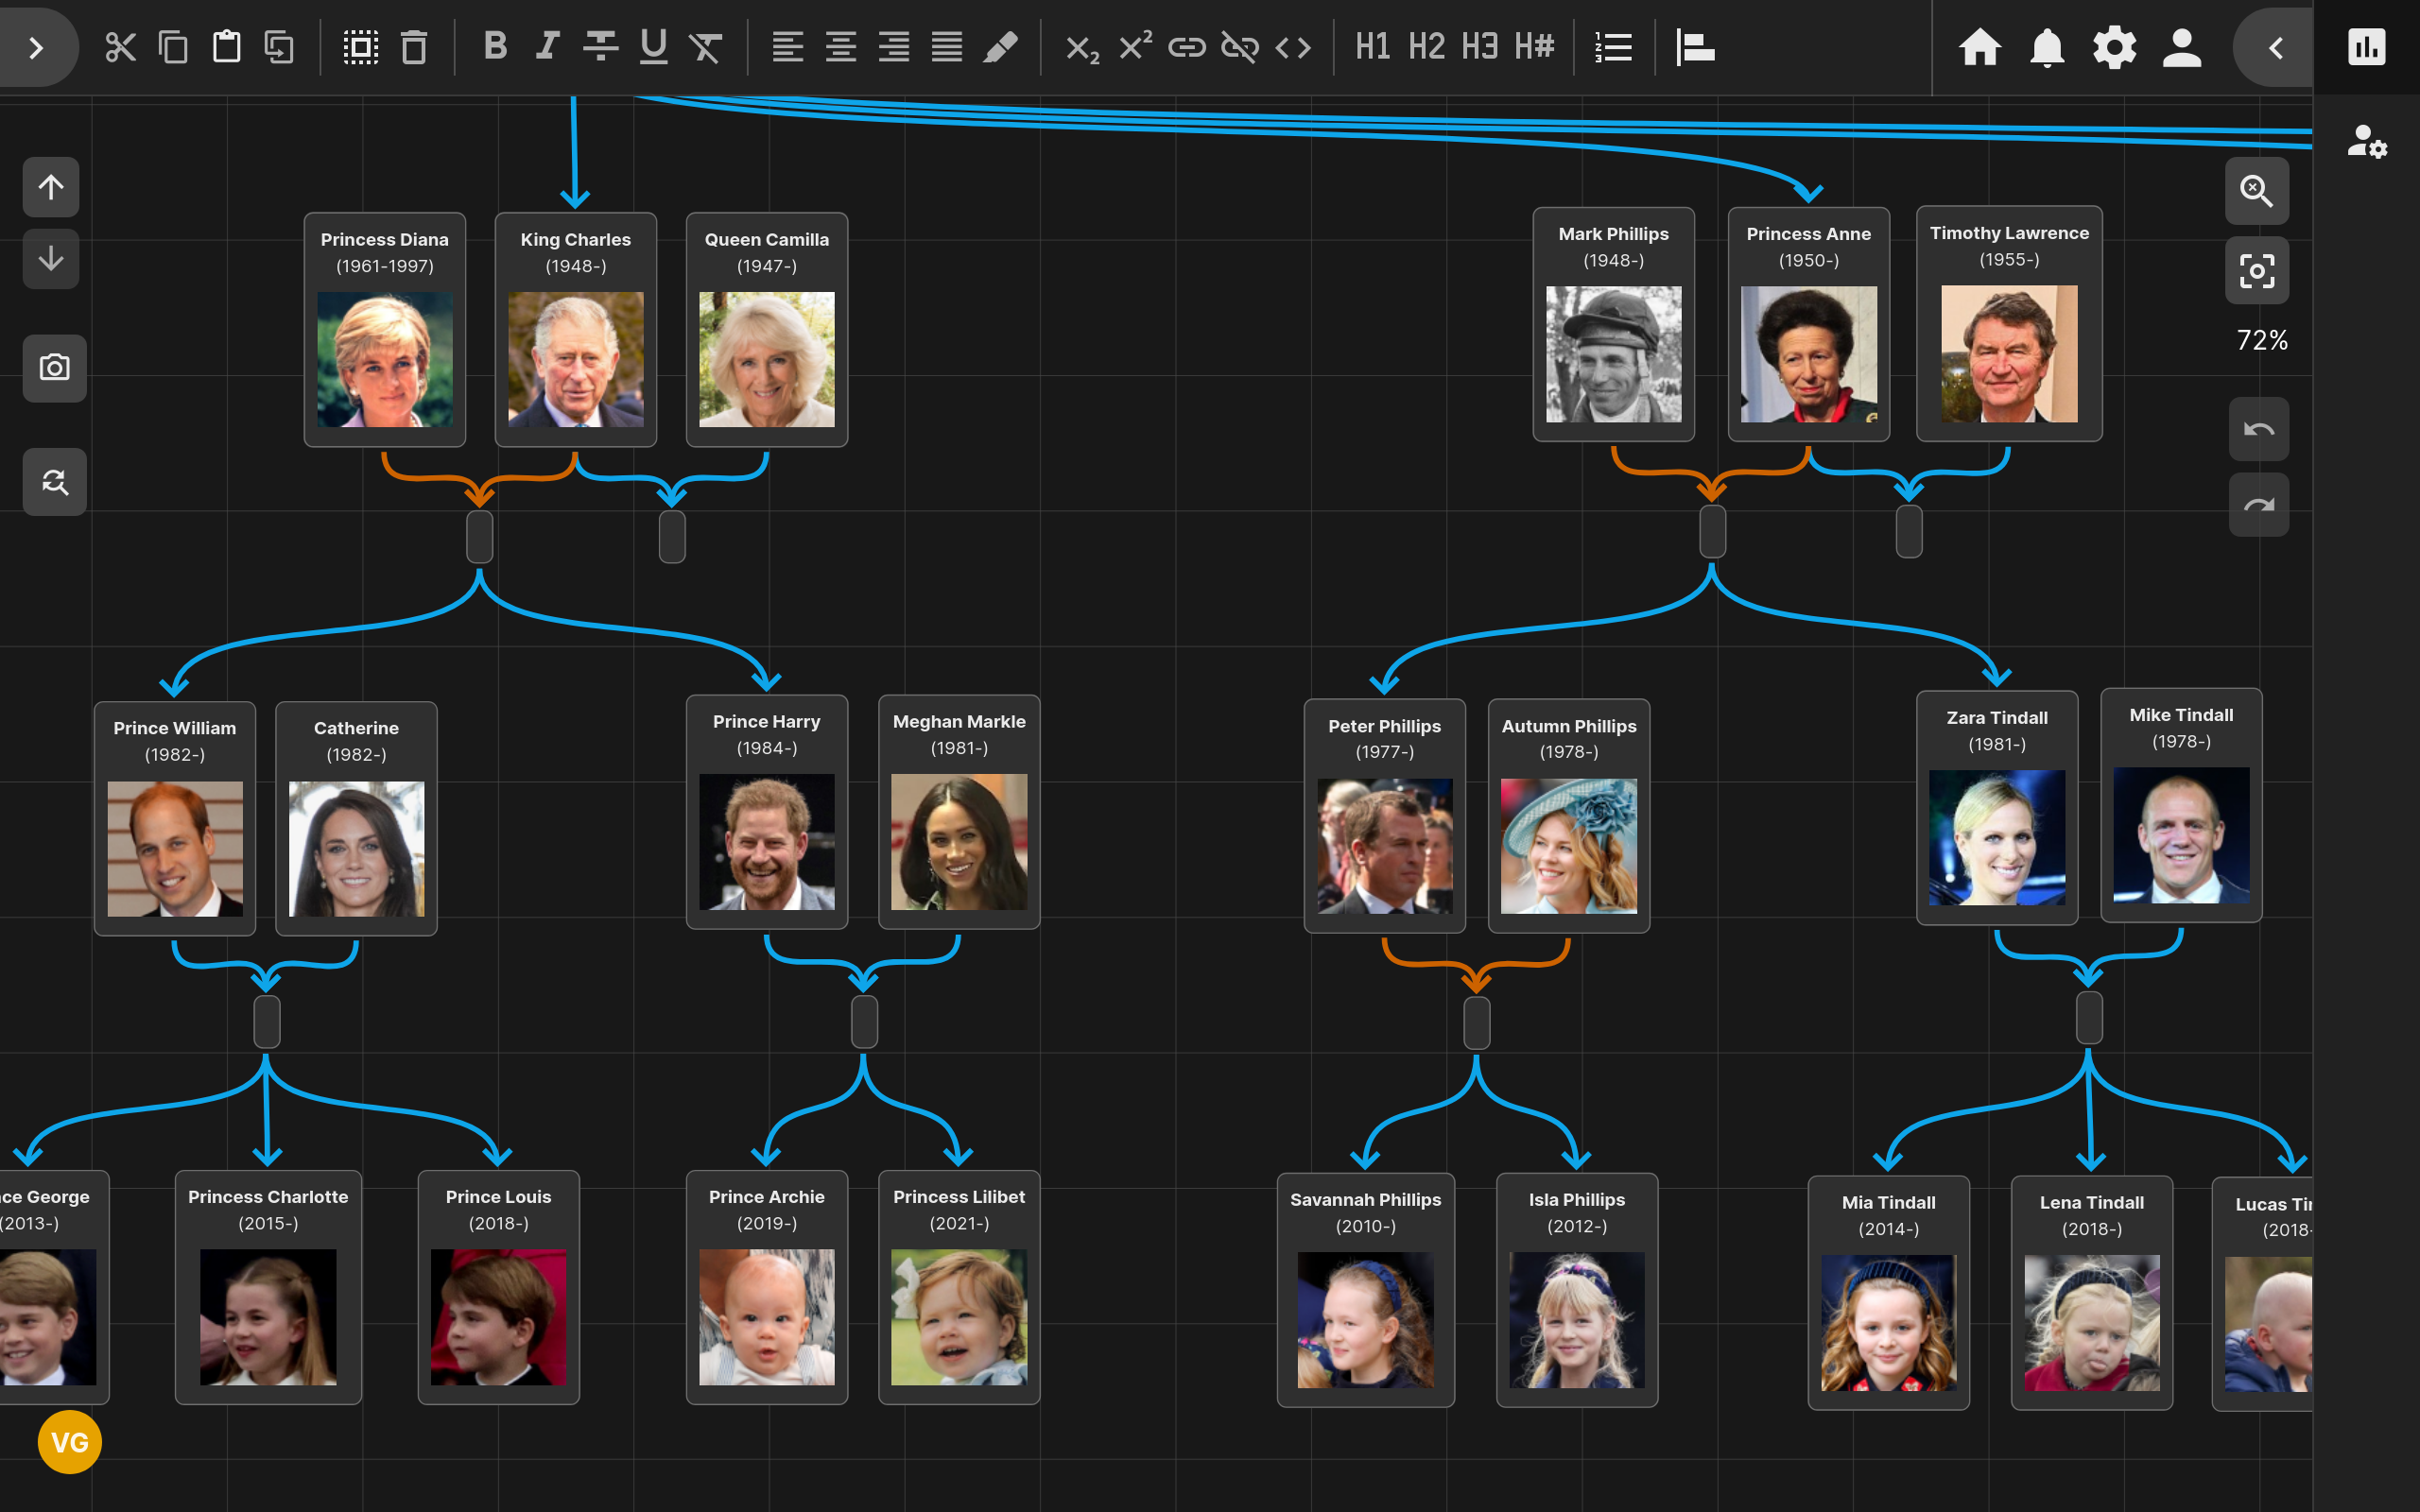 B I U
X₂ X² H1 H2 H3 H#
72%
Princess Diana
(1961-1997)
King Charles
(1948-)
Queen Camilla
(1947-)
Mark Phillips
(1948-)
Princess Anne
(1950-)
Timothy Lawrence
(1955-)
Prince William
(1982-)
Catherine
(1982-)
Prince Harry
(1984-)
Meghan Markle
(1981-)
Peter Phillips
(1977-)
Autumn Phillips
(1978-)
Zara Tindall
(1981-)
Mike Tindall
(1978-)
ce George
(2013-)
Princess Charlotte
(2015-)
Prince Louis
(2018-)
Prince Archie
(2019-)
Princess Lilibet
(2021-)
Savannah Phillips
(2010-)
Isla Phillips
(2012-)
Mia Tindall
(2014-)
Lena Tindall
(2018-)
Lucas Ti
(2018-
VG